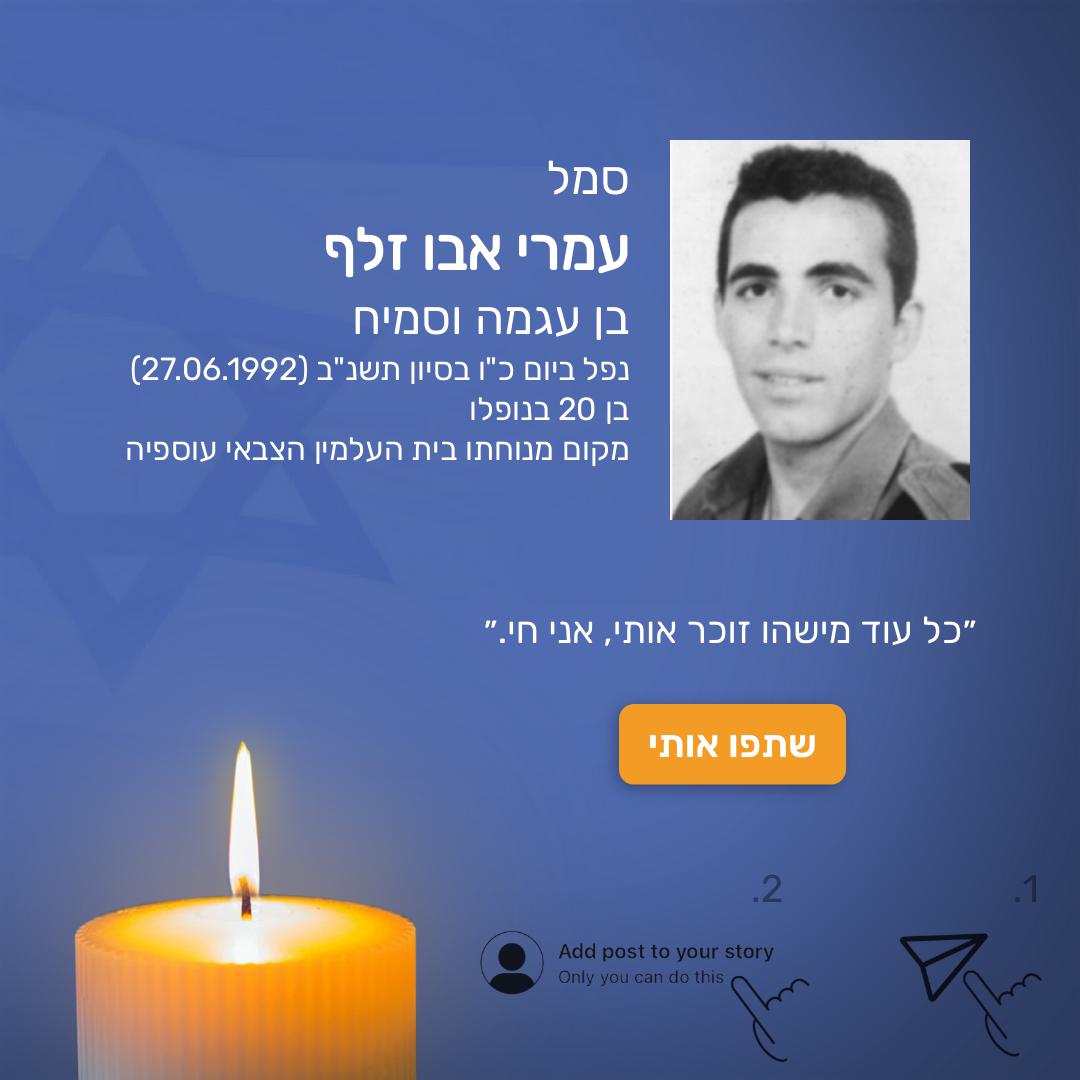 סמל
עמרי אבו זלף
בן עגמה וסמיח
נפל ביום כ"ו בסיון תשנ"ב (27.06.1992)
בן 20 בנופלו
מקום מנוחתו בית העלמין הצבאי עוספיה
״כל עוד מישהו זוכר אותי, אני חי.״
שתפו אותי
1.
2.
Add post to your story
Only you can do this